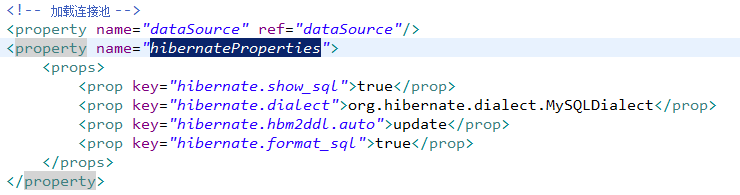 <!-- 加载连接池 -->
<property name="dataSource" ref="dataSource"/>
<property name="hibernateProperties">
<props>
<prop key="hibernate.show_sql">true</prop>
<prop key="hibernate.dialect">org.hibernate.dialect.MySQLDialect</prop>
<prop key="hibernate.hbm2ddl.auto">update</prop>
<prop key="hibernate.format_sql">true</prop>
</props>
</property>